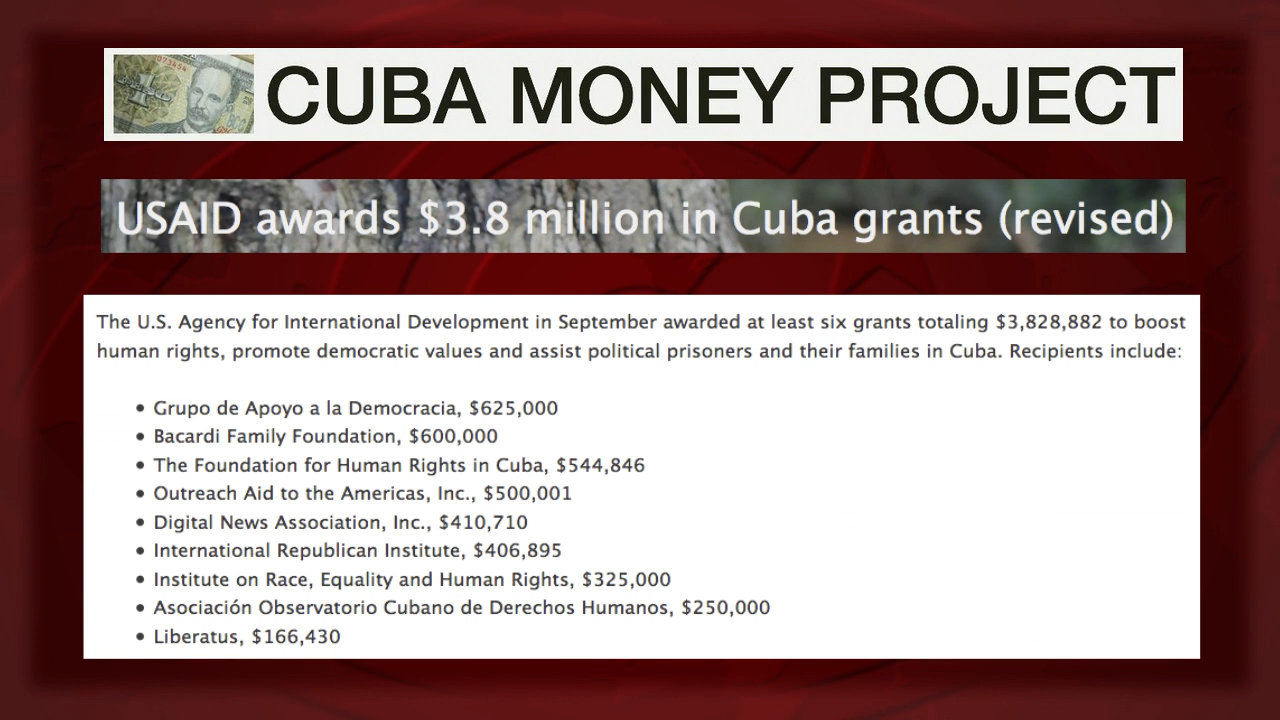 CUBA MONEY PROJECT
USAID awards $3.8 million in Cuba grants (revised)
The U.S. Agency for International Development in September awarded at least six grants totaling $3,828,882 to boost
human rights, promote democratic values and assist political prisoners and their families in Cuba. Recipients include:
• Grupo de Apoyo a la Democracia, $625,000
• Bacardi Family Foundation, $600,000
• The Foundation for Human Rights in Cuba, $544,846
• Outreach Aid to the Americas, Inc., $500,001
• Digital News Association, Inc., $410,710
• International Republican Institute, $406,895
• Institute on Race, Equality and Human Rights, $325,000
• Asociación Observatorio Cubano de Derechos Humanos, $250,000
• Liberatus, $166,430